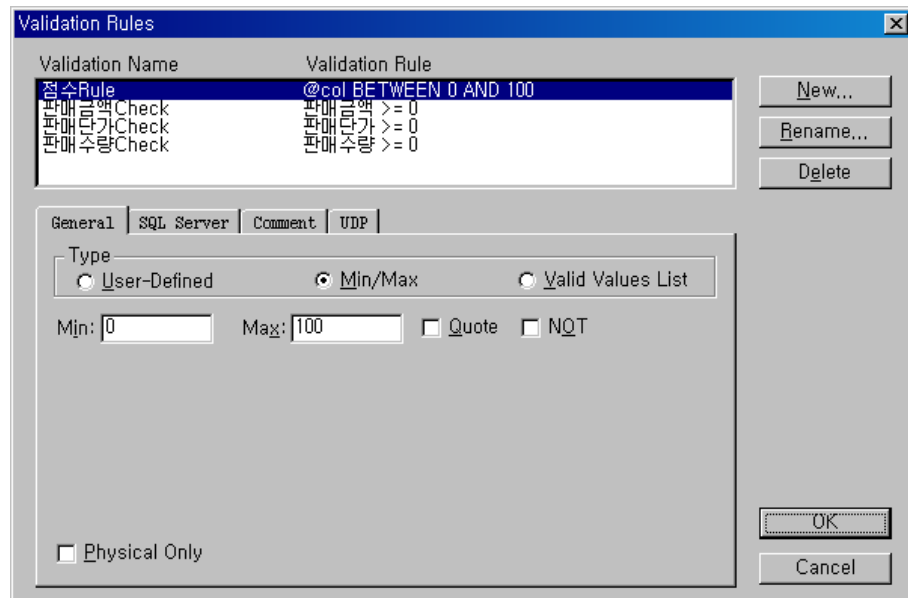 Validation Rules
Validation Name Validation Rule
점수Rule @col BETWEEN 0 AND 100
판매금액Check 판매금액 >= 0
판매단가Check 판매단가 >= 0
판매수량Check 판매수량 >= 0
New...
Rename...
Delete
General SQL Server Comment UDP
Type
User-Defined Min/Max Valid Values List
Min: 0 Max: 100 Quote NOT
Physical Only
OK
Cancel